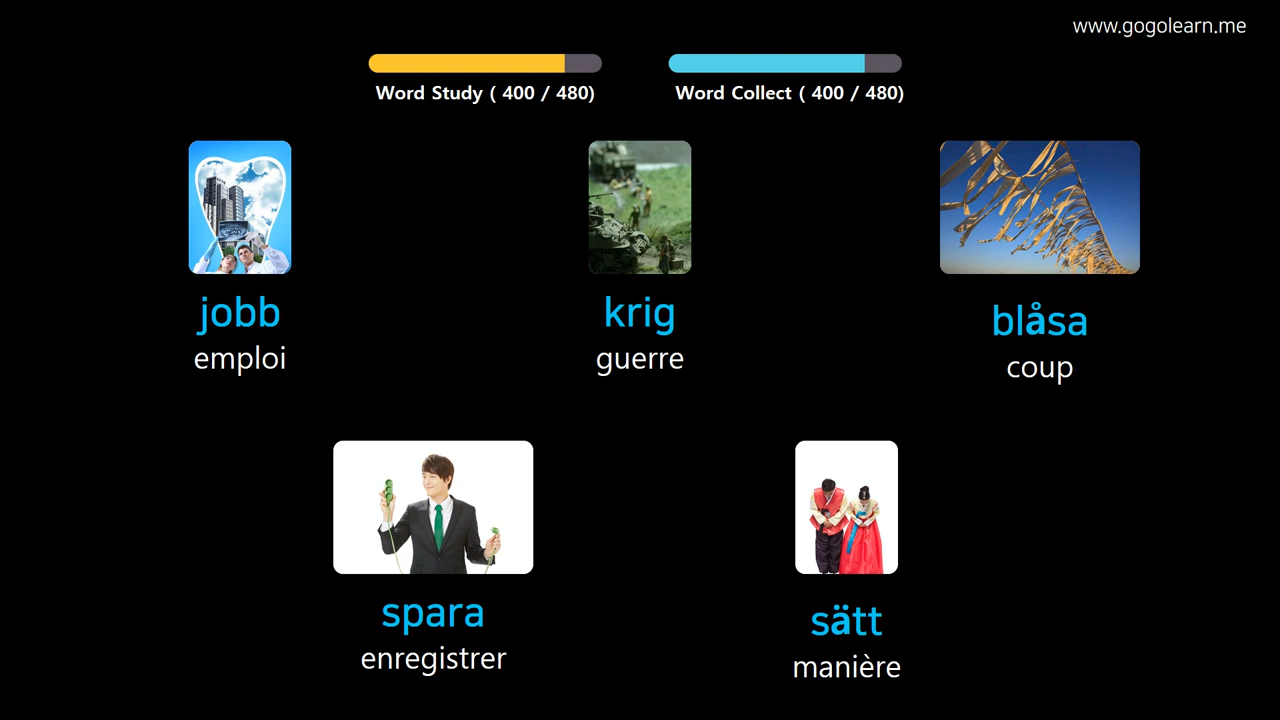 www.gogolearn.me
Word Study ( 400 / 480)
Word Collect ( 400 / 480)
jobb
emploi
krig
guerre
blåsa
coup
spara
enregistrer
sätt
manière